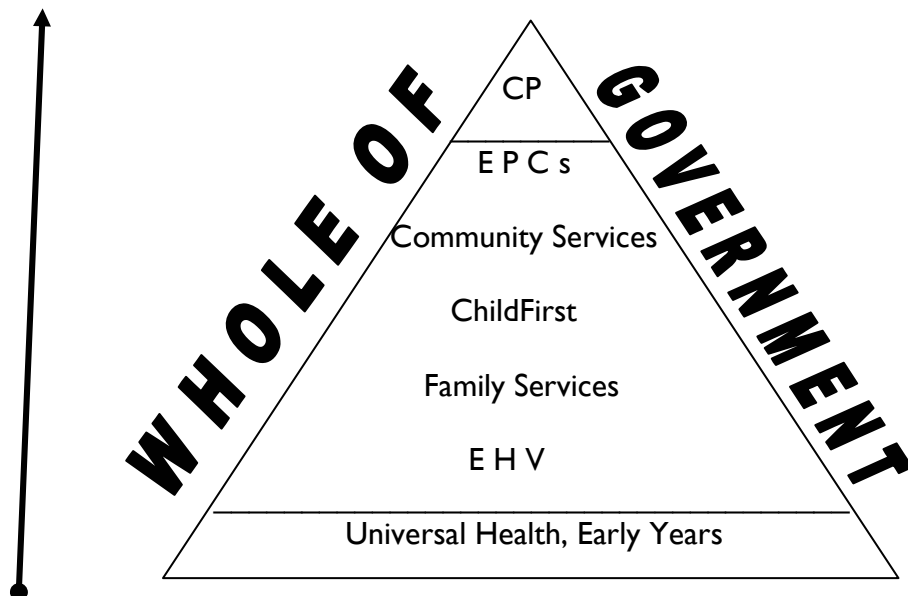 WHOLE OF
GOVERNMENT
CP
E P C s
Community Services
ChildFirst
Family Services
E H V
Universal Health, Early Years